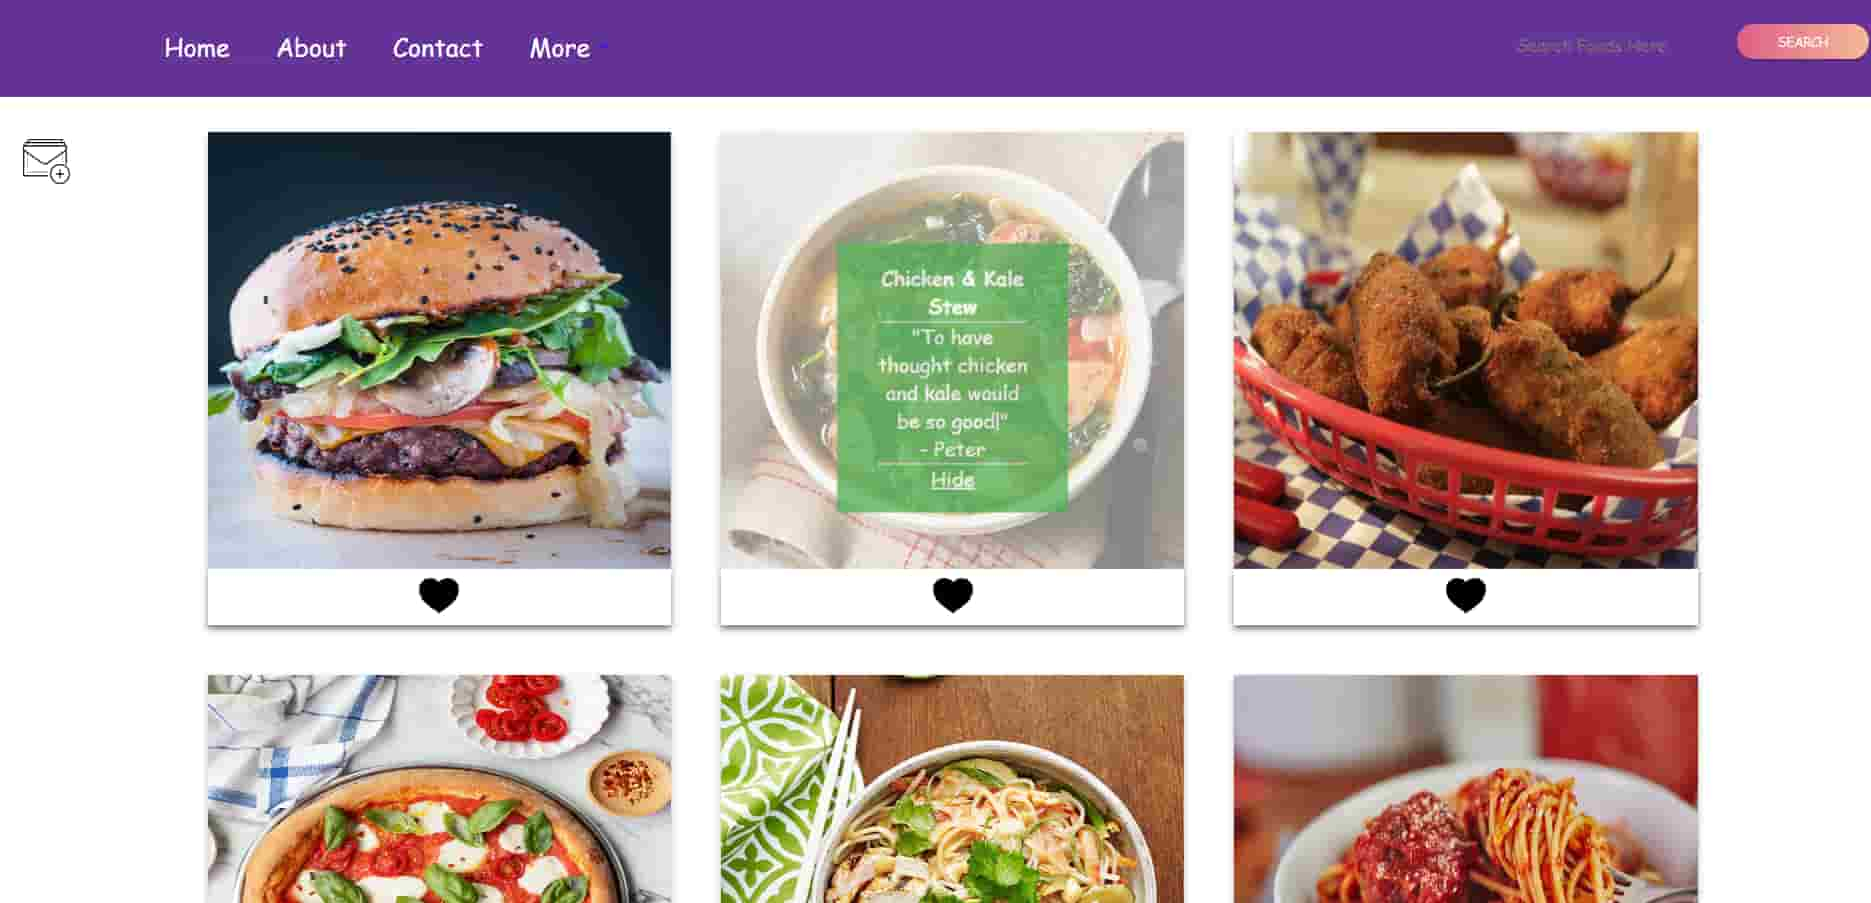 Home About Contact More
Search Foods Here
SEARCH
Chicken & Kale
Stew
"To have
thought chicken
and kale would
be so good!"
- Peter
Hide